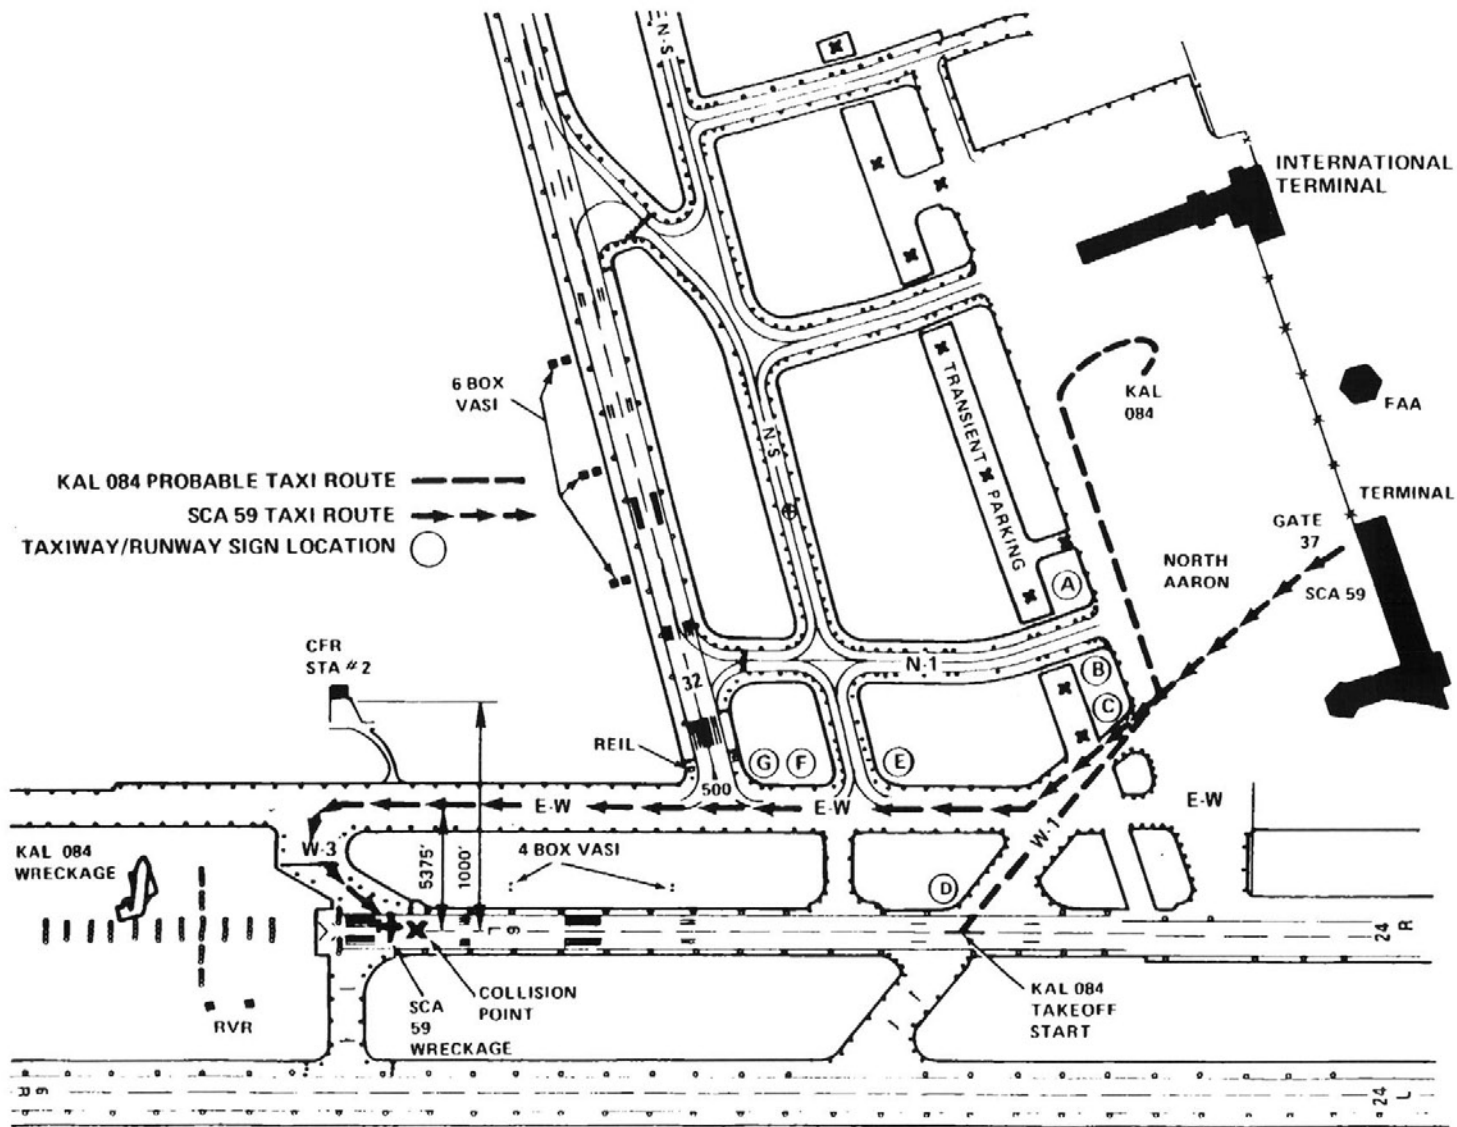 N-S
INTERNATIONAL
TERMINAL
6 BOX
VASI
KAL
084
FAA
TRANSIENT PARKING
N-S
KAL 084 PROBABLE TAXI ROUTE
SCA 59 TAXI ROUTE
TAXIWAY/RUNWAY SIGN LOCATION
TERMINAL
GATE
37
NORTH
AARON
SCA 59
A
CFR
STA #2
N-1
B
32
C
REIL
G F
E
500
E-W
E-W
E-W
W-1
KAL 084
WRECKAGE
W-3
5375'
1000'
4 BOX VASI
D
6
L
24
R
RVR
SCA
59
WRECKAGE
COLLISION
POINT
KAL 084
TAKEOFF
START
6
R
24
L